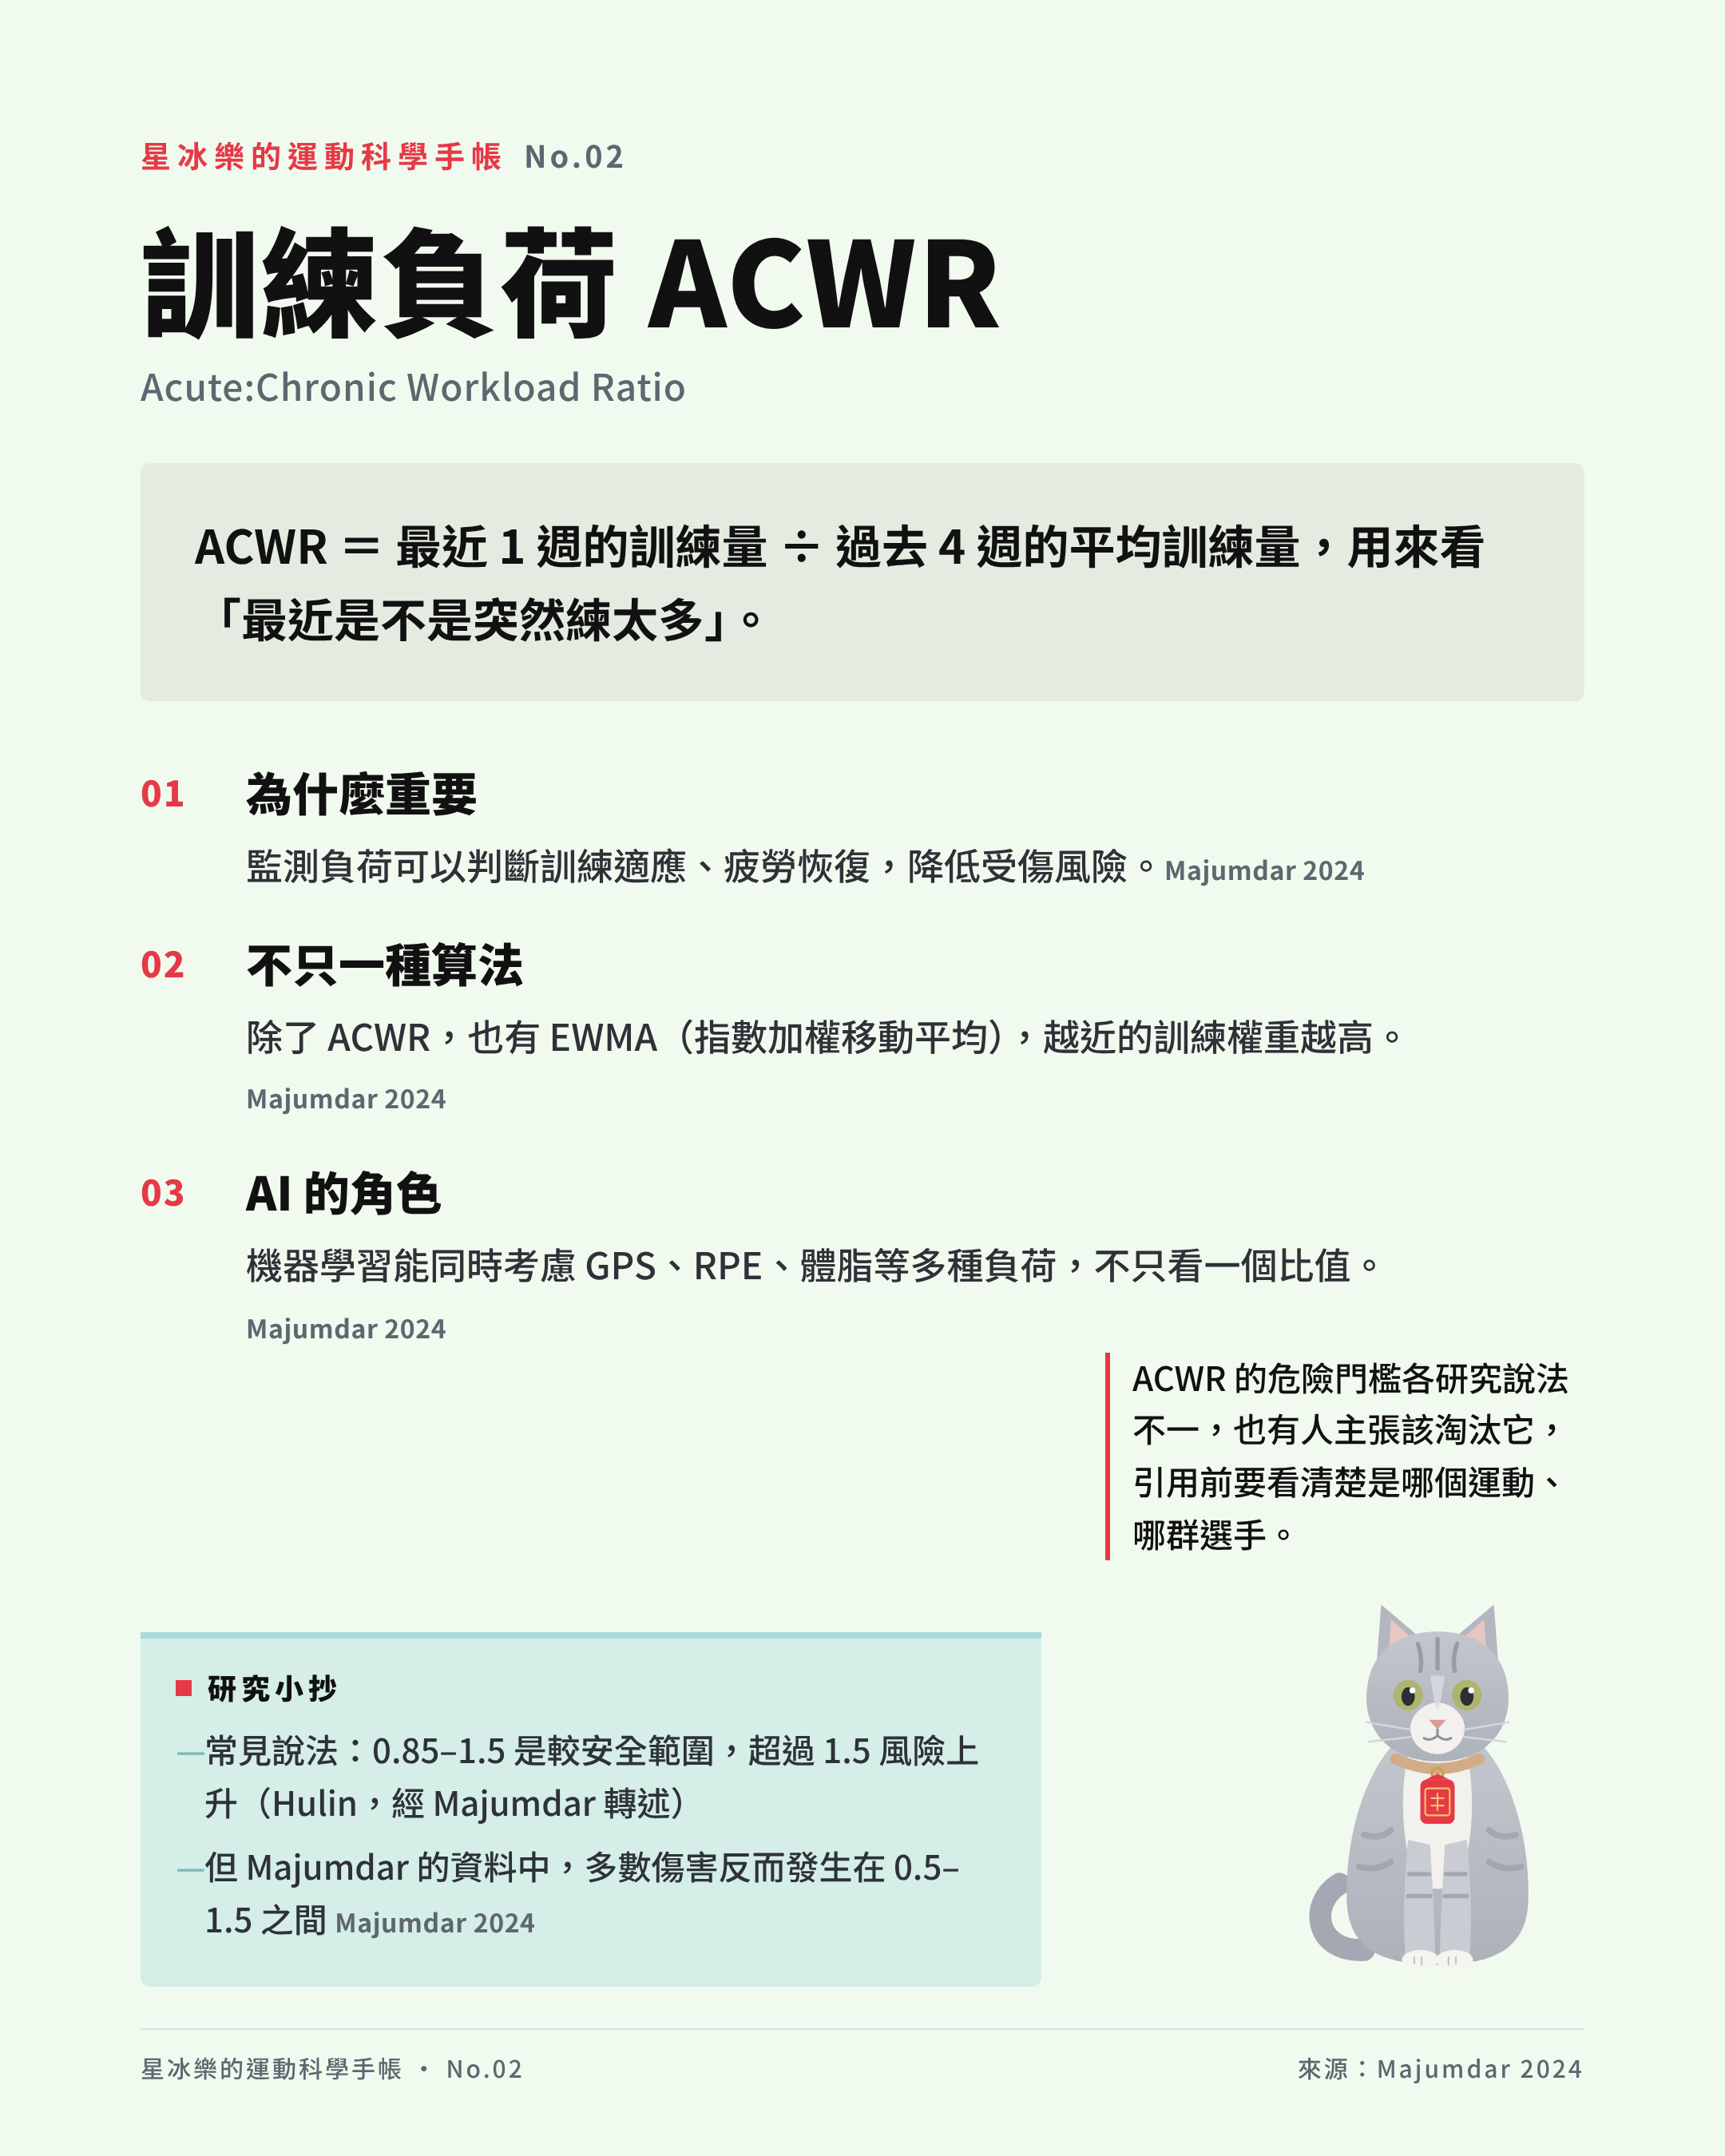 星冰樂的運動科學手帳 No.02
訓練負荷 ACWR
Acute:Chronic Workload Ratio
ACWR ＝ 最近 1 週的訓練量 ÷ 過去 4 週的平均訓練量，用來看
「最近是不是突然練太多」。
01 為什麼重要
監測負荷可以判斷訓練適應、疲勞恢復，降低受傷風險。Majumdar 2024
02 不只一種算法
除了 ACWR，也有 EWMA（指數加權移動平均），越近的訓練權重越高。
Majumdar 2024
03 AI 的角色
機器學習能同時考慮 GPS、RPE、體脂等多種負荷，不只看一個比值。
Majumdar 2024
ACWR 的危險門檻各研究說法
不一，也有人主張該淘汰它，
引用前要看清楚是哪個運動、
哪群選手。
研究小抄
—常見說法：0.85–1.5 是較安全範圍，超過 1.5 風險上
升（Hulin，經 Majumdar 轉述）
—但 Majumdar 的資料中，多數傷害反而發生在 0.5–
1.5 之間 Majumdar 2024
星冰樂的運動科學手帳 · No.02
來源：Majumdar 2024